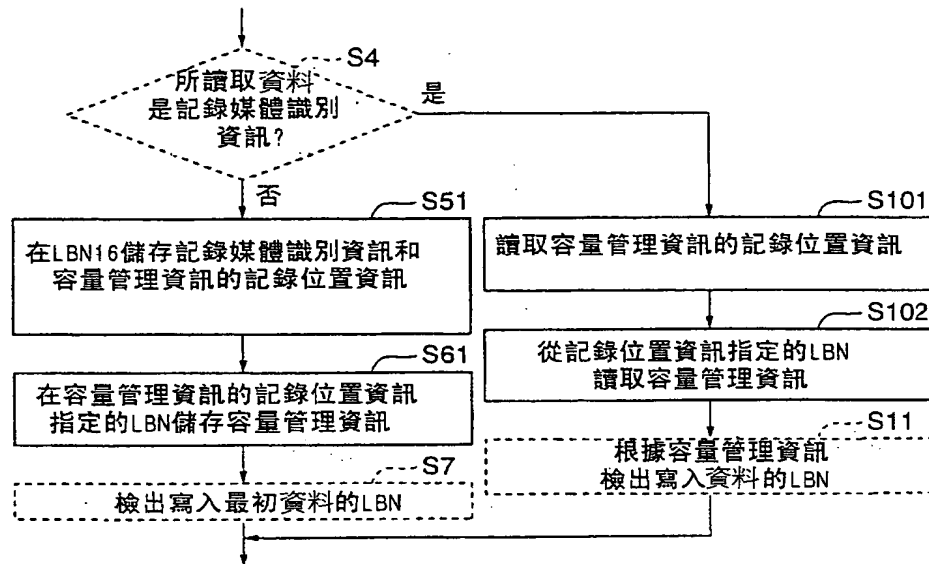 S4
所讀取資料
是記錄媒體識別
資訊?
是
否
S51
在LBN16儲存記錄媒體識別資訊和
容量管理資訊的記錄位置資訊
S61
在容量管理資訊的記錄位置資訊
指定的LBN儲存容量管理資訊
S7
檢出寫入最初資料的LBN
S101
讀取容量管理資訊的記錄位置資訊
S102
從記錄位置資訊指定的LBN
讀取容量管理資訊
S11
根據容量管理資訊
檢出寫入資料的LBN